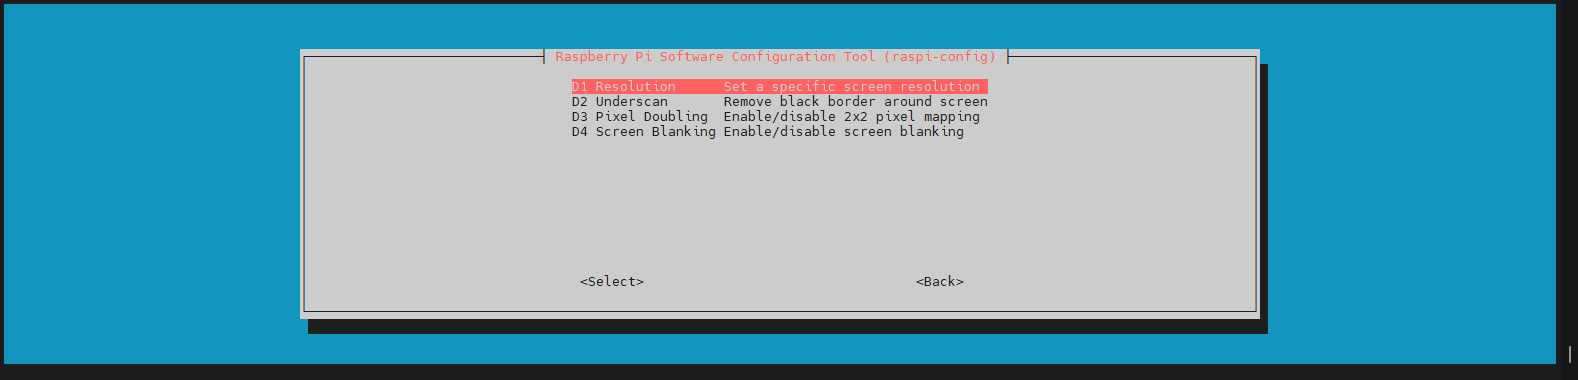 Raspberry Pi Software Configuration Tool (raspi-config)
D1 Resolution Set a specific screen resolution
D2 Underscan Remove black border around screen
D3 Pixel Doubling Enable/disable 2x2 pixel mapping
D4 Screen Blanking Enable/disable screen blanking
<Select> <Back>